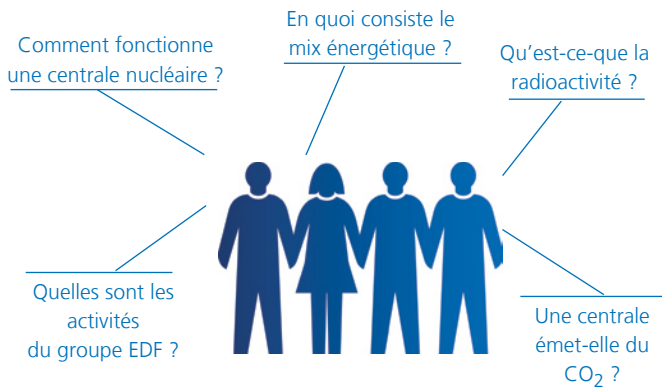 Comment fonctionne
une centrale nucléaire ?
En quoi consiste le
mix énergétique ?
Qu’est-ce-que la
radioactivité ?
Quelles sont les
activités
du groupe EDF ?
Une centrale
émet-elle du
CO₂ ?